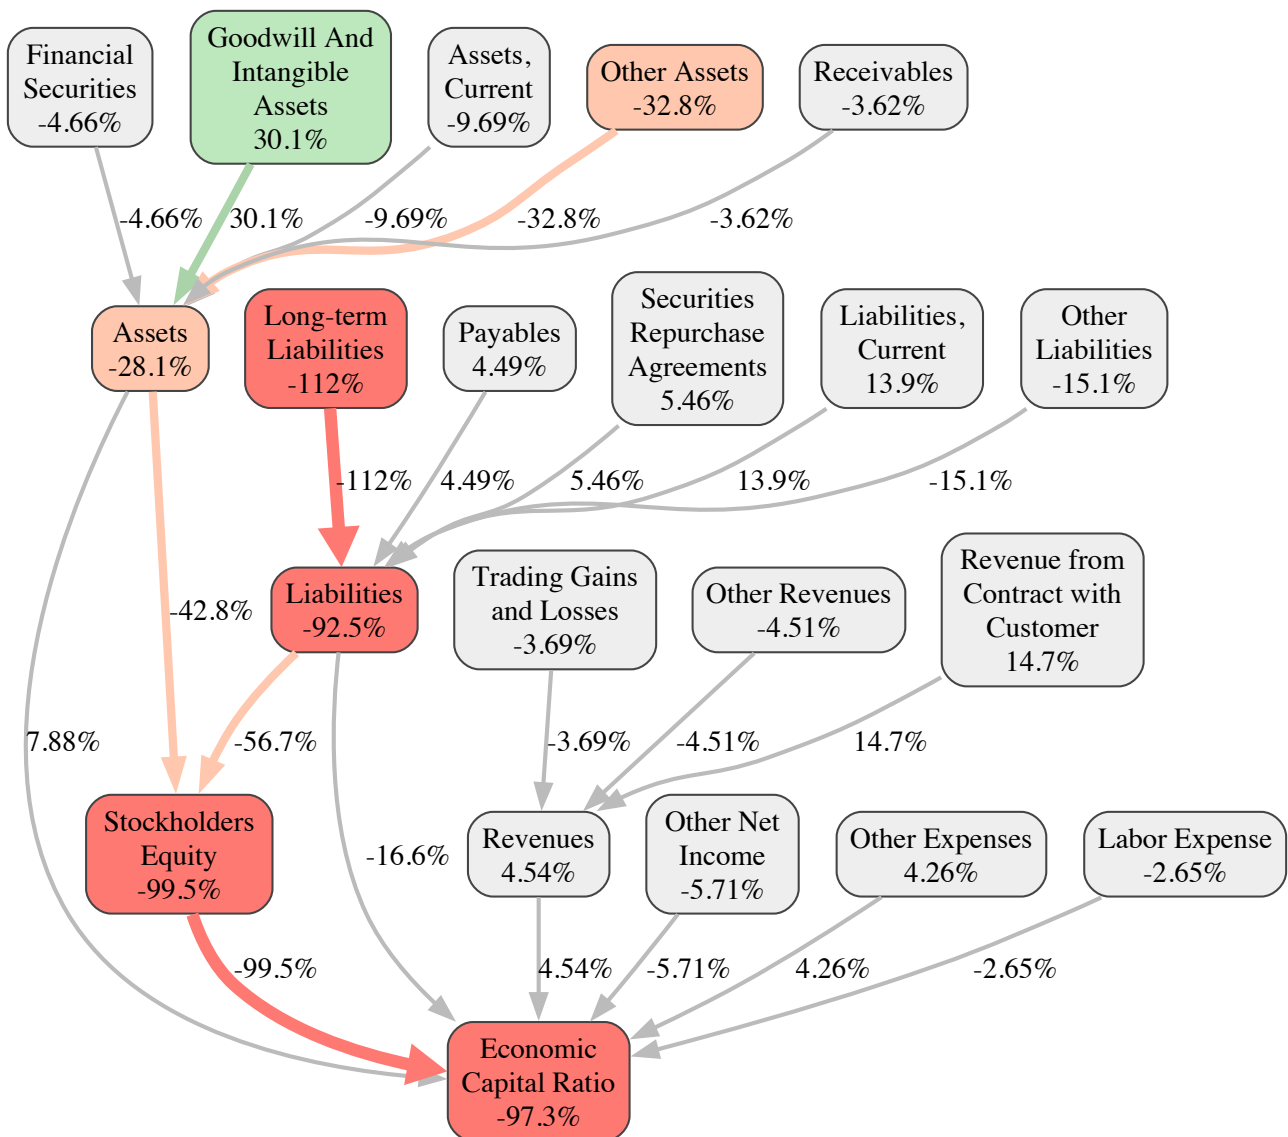 Financial
Securities
-4.66%
Goodwill And
Intangible
Assets
30.1%
Assets,
Current
-9.69%
Other Assets
-32.8%
Receivables
-3.62%
-4.66%
30.1%
-9.69%
-32.8%
-3.62%
Assets
-28.1%
Long-term
Liabilities
-112%
Payables
4.49%
Securities
Repurchase
Agreements
5.46%
Liabilities,
Current
13.9%
Other
Liabilities
-15.1%
-112%
4.49%
5.46%
13.9%
-15.1%
Liabilities
-92.5%
Trading Gains
and Losses
-3.69%
Other Revenues
-4.51%
Revenue from
Contract with
Customer
14.7%
-42.8%
7.88%
-56.7%
-3.69%
-4.51%
14.7%
Stockholders
Equity
-99.5%
-16.6%
Revenues
4.54%
Other Net
Income
-5.71%
Other Expenses
4.26%
Labor Expense
-2.65%
-99.5%
4.54%
-5.71%
4.26%
-2.65%
Economic
Capital Ratio
-97.3%